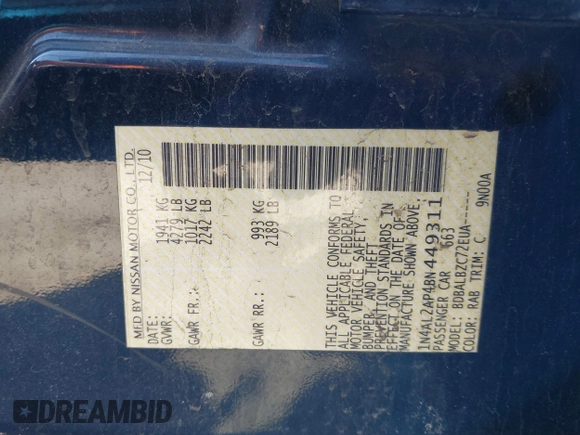 MFD BY NISSAN MOTOR CO., LTD.
DATE: 12/10
GVWR: 1941 KG
4279 LB
GAWR FR.: 1017 KG
2242 LB
GAWR RR.: 993 KG
2189 LB
THIS VEHICLE CONFORMS TO
ALL APPLICABLE FEDERAL
MOTOR VEHICLE SAFETY,
BUMPER AND THEFT
PREVENTION STANDARDS IN
EFFECT ON THE DATE OF
MANUFACTURE SHOWN ABOVE.
1N4AL2AP4BN449311
PASSENGER CAR 663
MODEL: BDBALBZC72EUA-----
COLOR: RAB TRIM: C 9N00A
DREAMBID